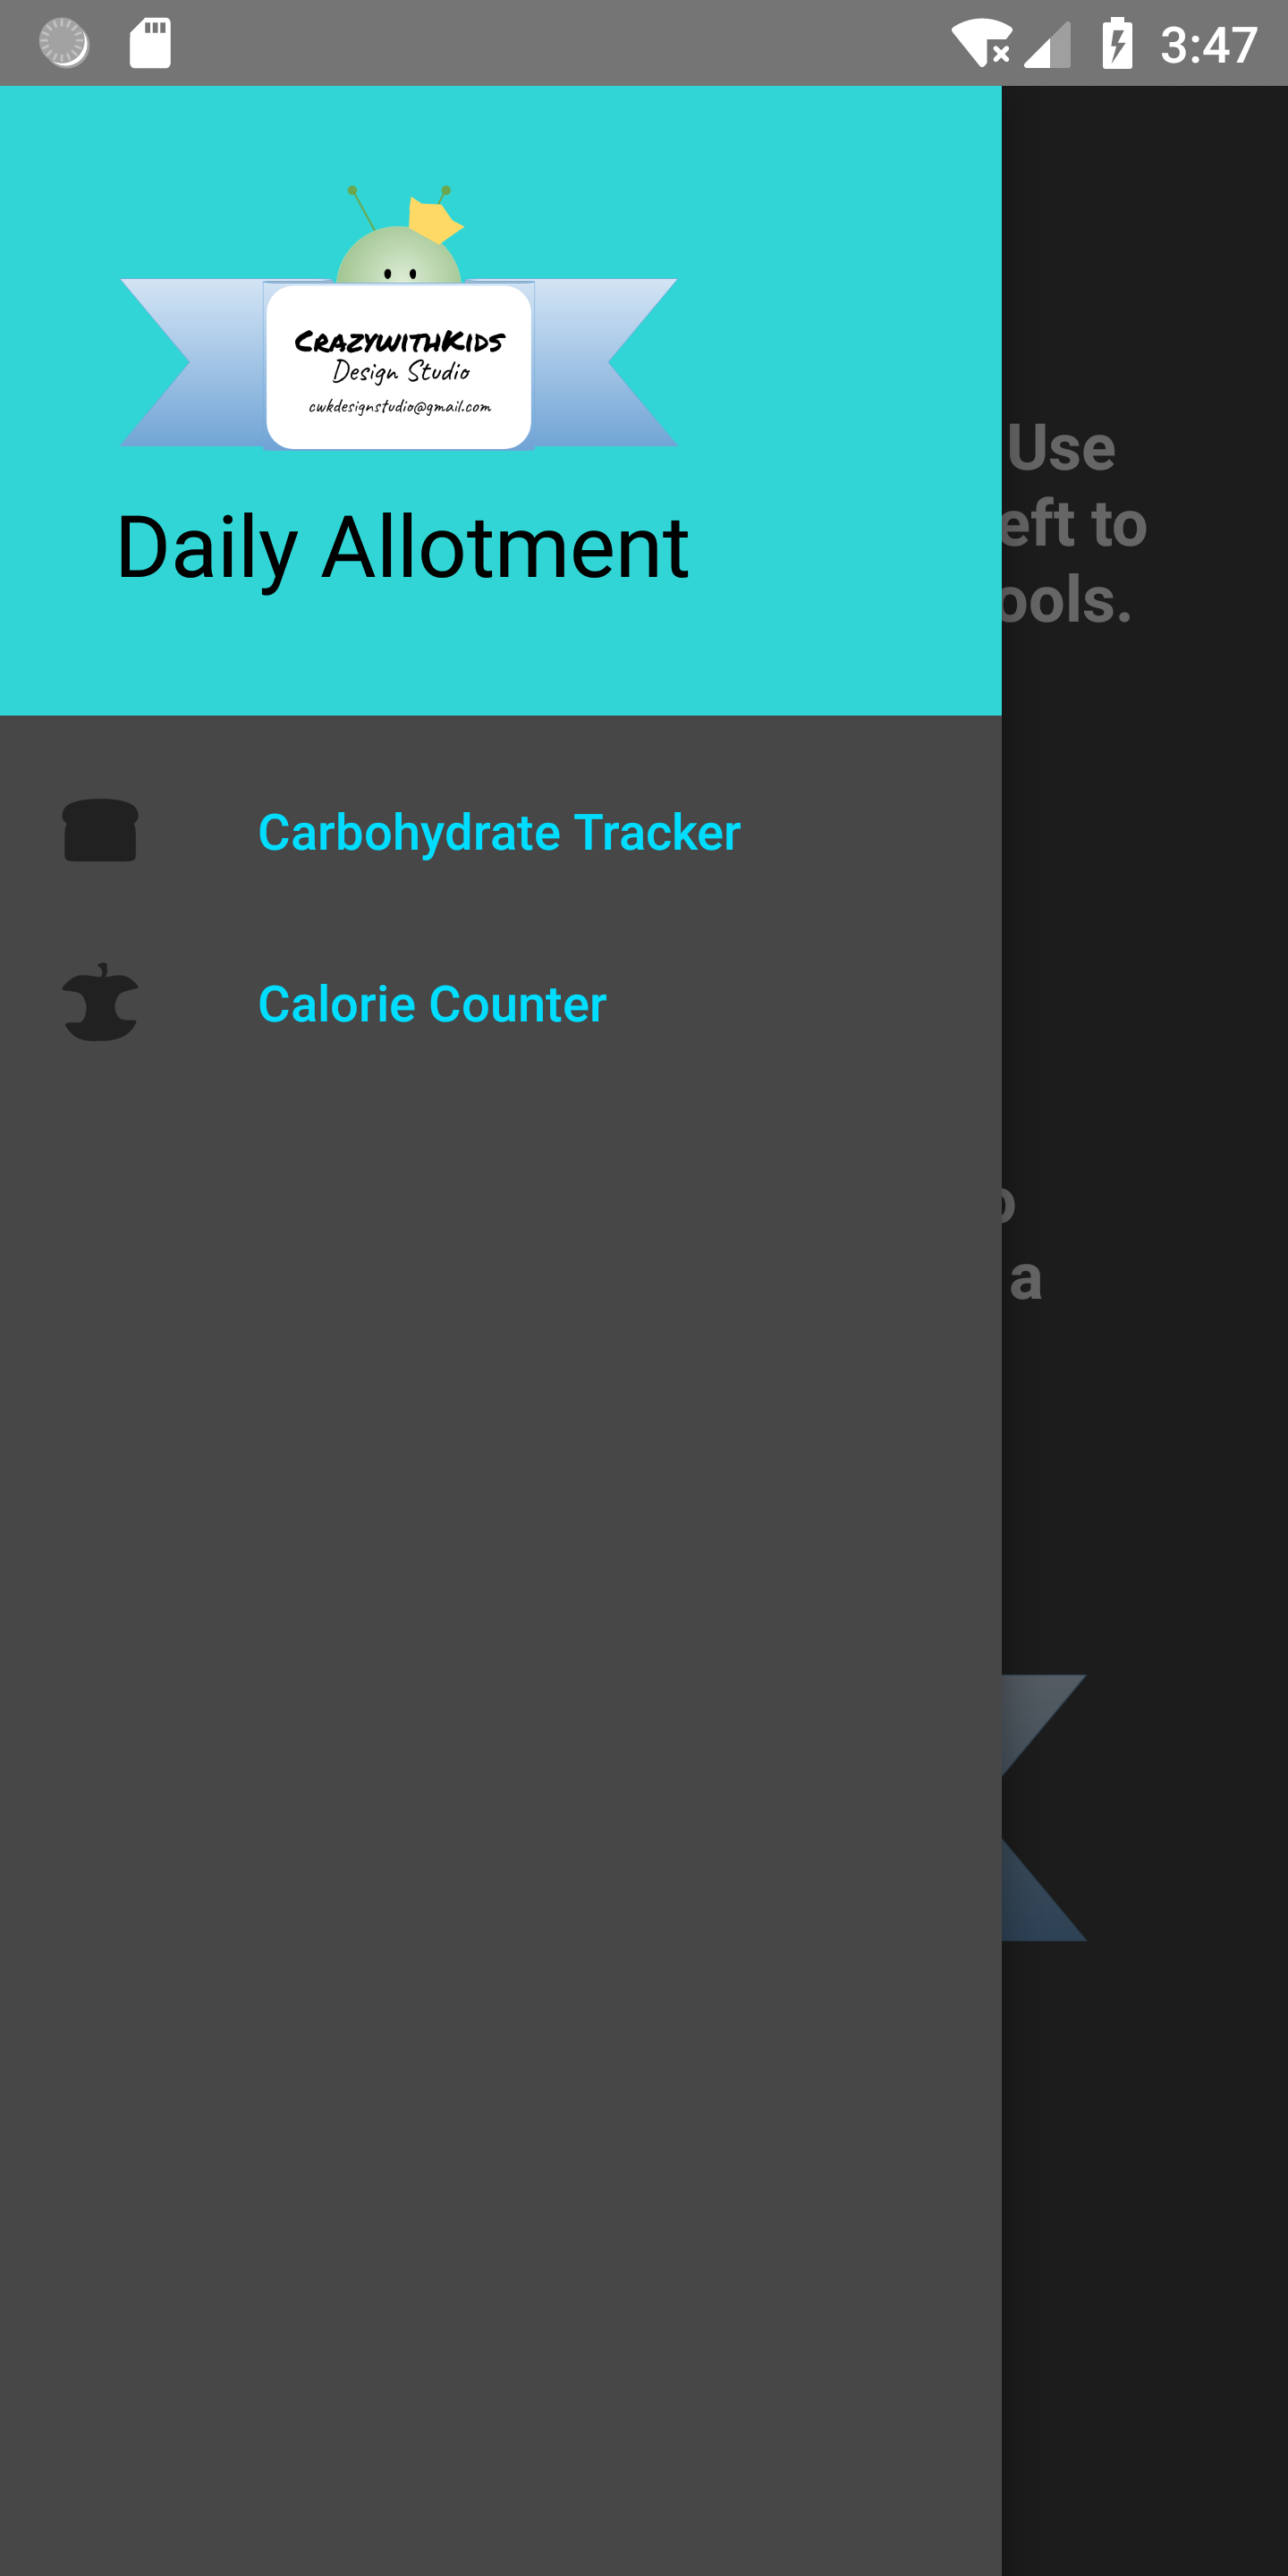 3:47
CrazywithKids
Design Studio
cwkdesignstudio@gmail.com
Daily Allotment
Use
eft to
ools.
Carbohydrate Tracker
Calorie Counter
a